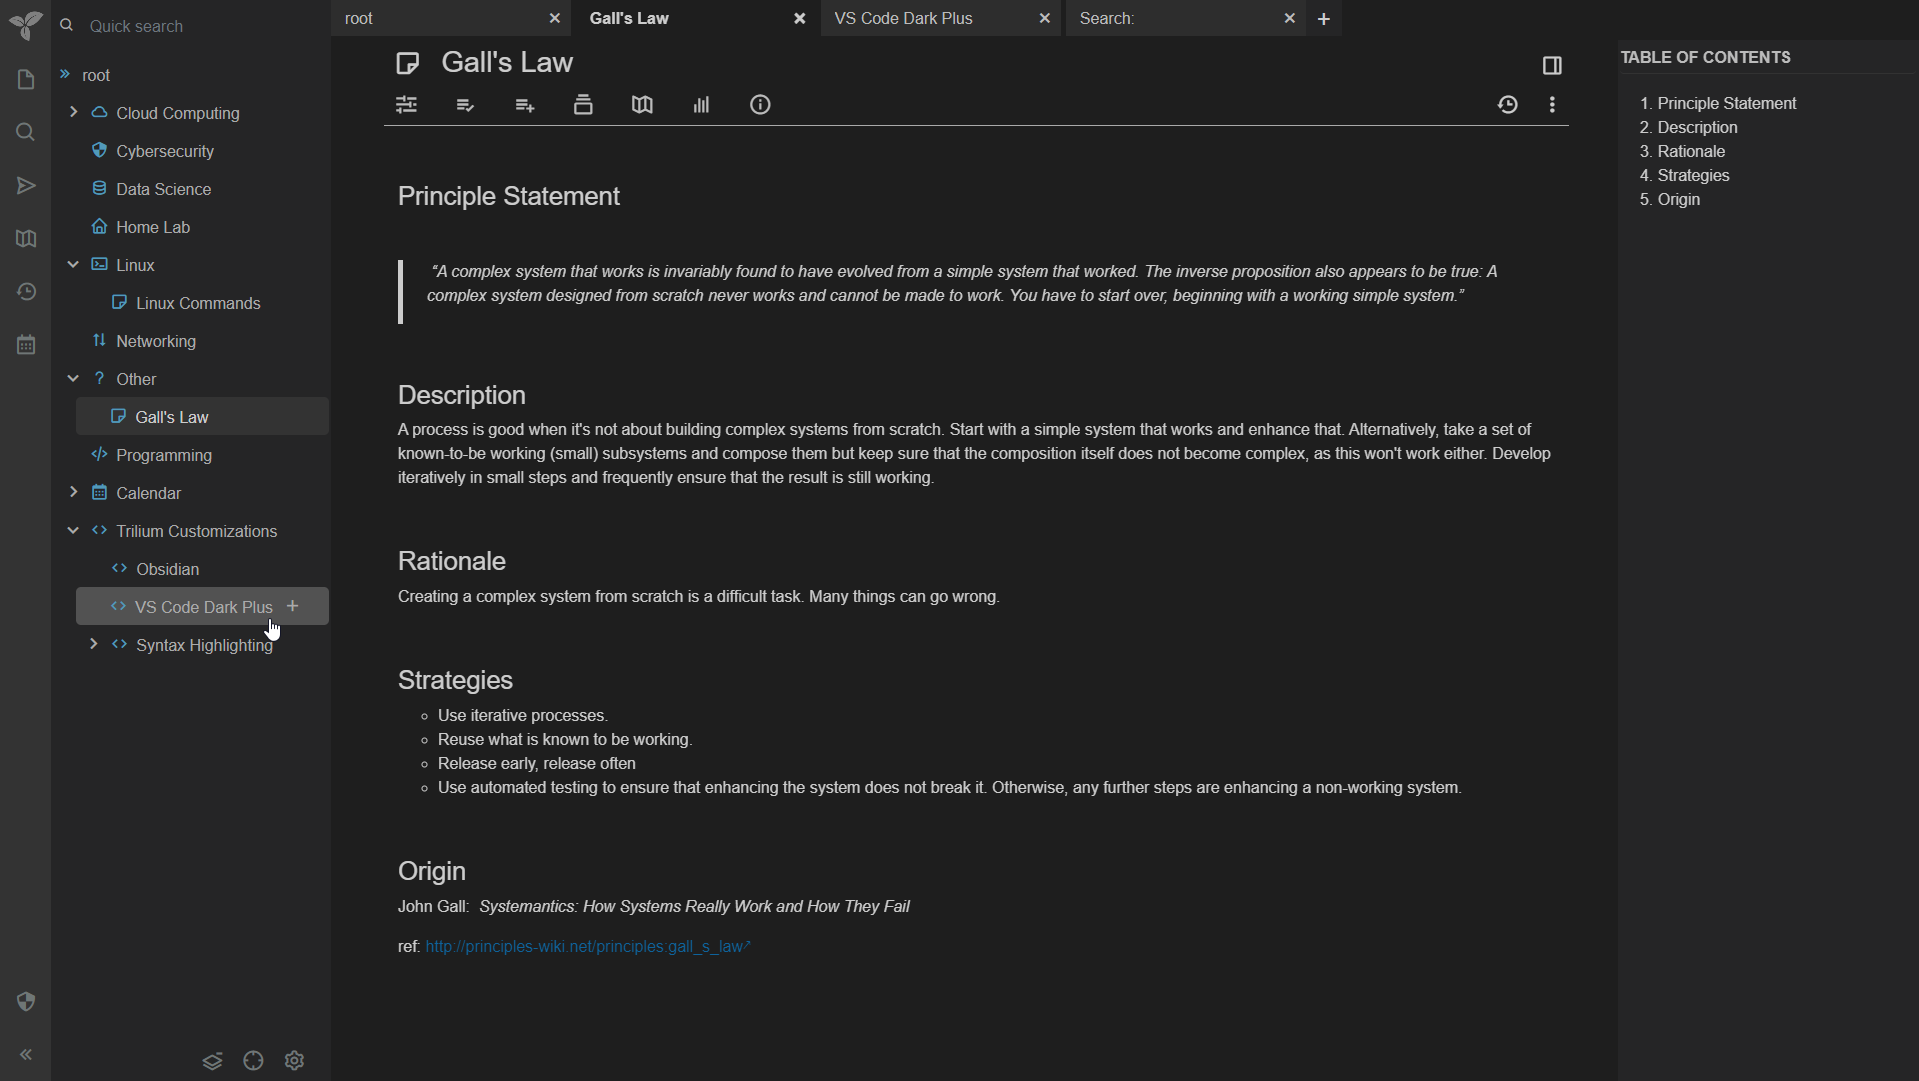 Quick search
root
Cloud Computing
Cybersecurity
Data Science
Home Lab
Linux
Linux Commands
Networking
Other
Gall's Law
Programming
Calendar
Trilium Customizations
Obsidian
VS Code Dark Plus
Syntax Highlighting
root
Gall's Law
VS Code Dark Plus
Search:
Gall's Law
Principle Statement
“A complex system that works is invariably found to have evolved from a simple system that worked. The inverse proposition also appears to be true: A
complex system designed from scratch never works and cannot be made to work. You have to start over, beginning with a working simple system.”
Description
A process is good when it's not about building complex systems from scratch. Start with a simple system that works and enhance that. Alternatively, take a set of
known-to-be working (small) subsystems and compose them but keep sure that the composition itself does not become complex, as this won't work either. Develop
iteratively in small steps and frequently ensure that the result is still working.
Rationale
Creating a complex system from scratch is a difficult task. Many things can go wrong.
Strategies
Use iterative processes.
Reuse what is known to be working.
Release early, release often
Use automated testing to ensure that enhancing the system does not break it. Otherwise, any further steps are enhancing a non-working system.
Origin
John Gall: Systemantics: How Systems Really Work and How They Fail
ref: http://principles-wiki.net/principles:gall_s_law
TABLE OF CONTENTS
1. Principle Statement
2. Description
3. Rationale
4. Strategies
5. Origin